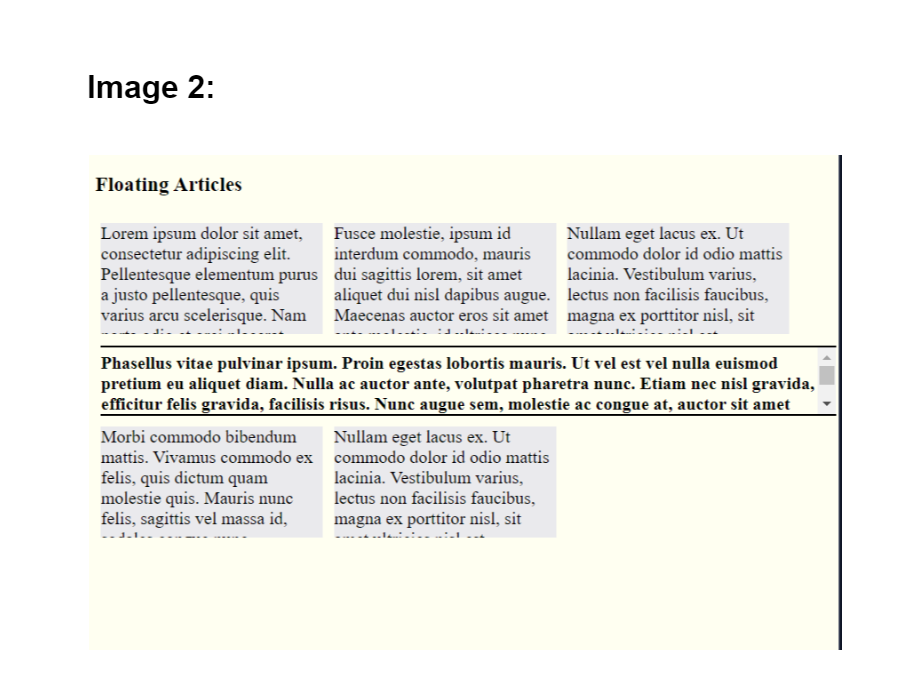 Image 2:
Floating Articles
Lorem ipsum dolor sit amet,
consectetur adipiscing elit.
Pellentesque elementum purus
a justo pellentesque, quis
varius arcu scelerisque. Nam
Fusce molestie, ipsum id
interdum commodo, mauris
dui sagittis lorem, sit amet
aliquet dui nisl dapibus augue.
Maecenas auctor eros sit amet
Nullam eget lacus ex. Ut
commodo dolor id odio mattis
lacinia. Vestibulum varius,
lectus non facilisis faucibus,
magna ex porttitor nisl, sit
Phasellus vitae pulvinar ipsum. Proin egestas lobortis mauris. Ut vel est vel nulla euismod
pretium eu aliquet diam. Nulla ac auctor ante, volutpat pharetra nunc. Etiam nec nisl gravida,
efficitur felis gravida, facilisis risus. Nunc augue sem, molestie ac congue at, auctor sit amet
Morbi commodo bibendum
mattis. Vivamus commodo ex
felis, quis dictum quam
molestie quis. Mauris nunc
felis, sagittis vel massa id,
Nullam eget lacus ex. Ut
commodo dolor id odio mattis
lacinia. Vestibulum varius,
lectus non facilisis faucibus,
magna ex porttitor nisl, sit